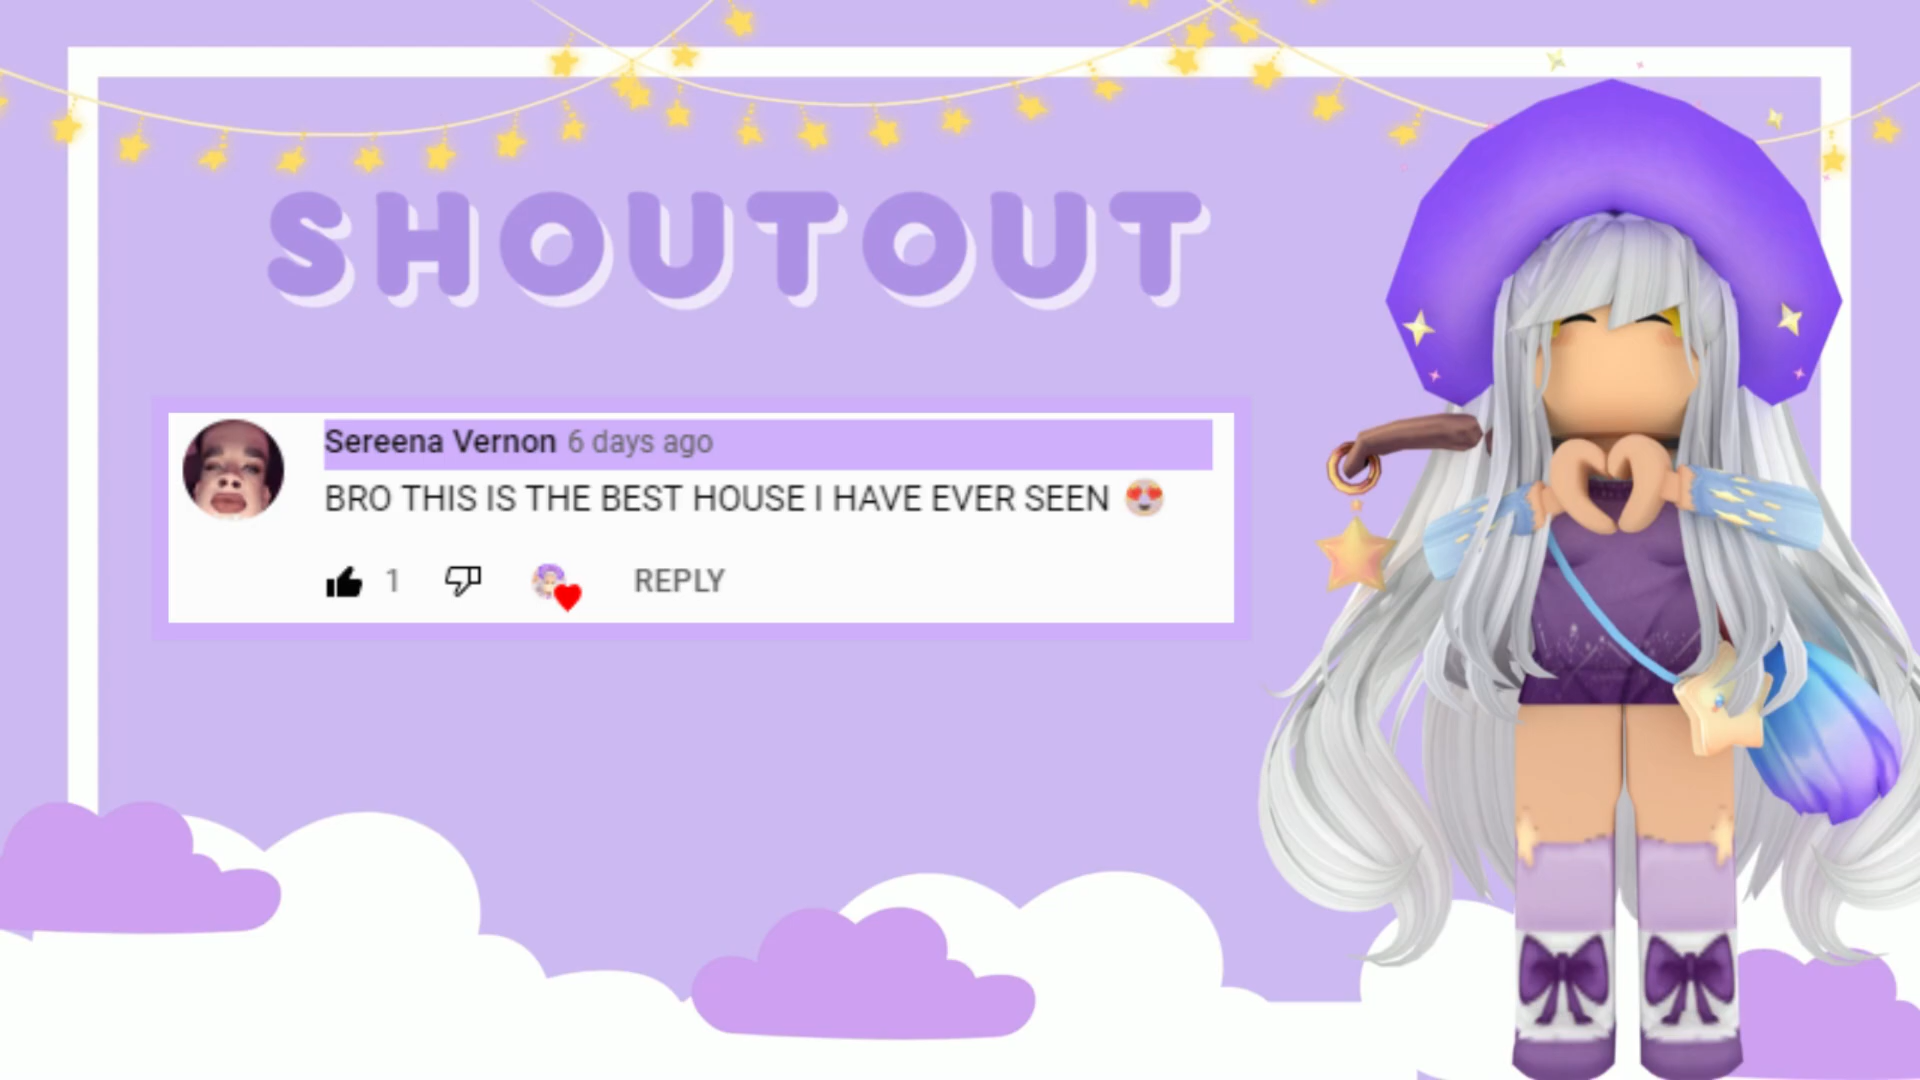 SHOUTOUT
Sereena Vernon 6 days ago
BRO THIS IS THE BEST HOUSE I HAVE EVER SEEN 😍
1 REPLY